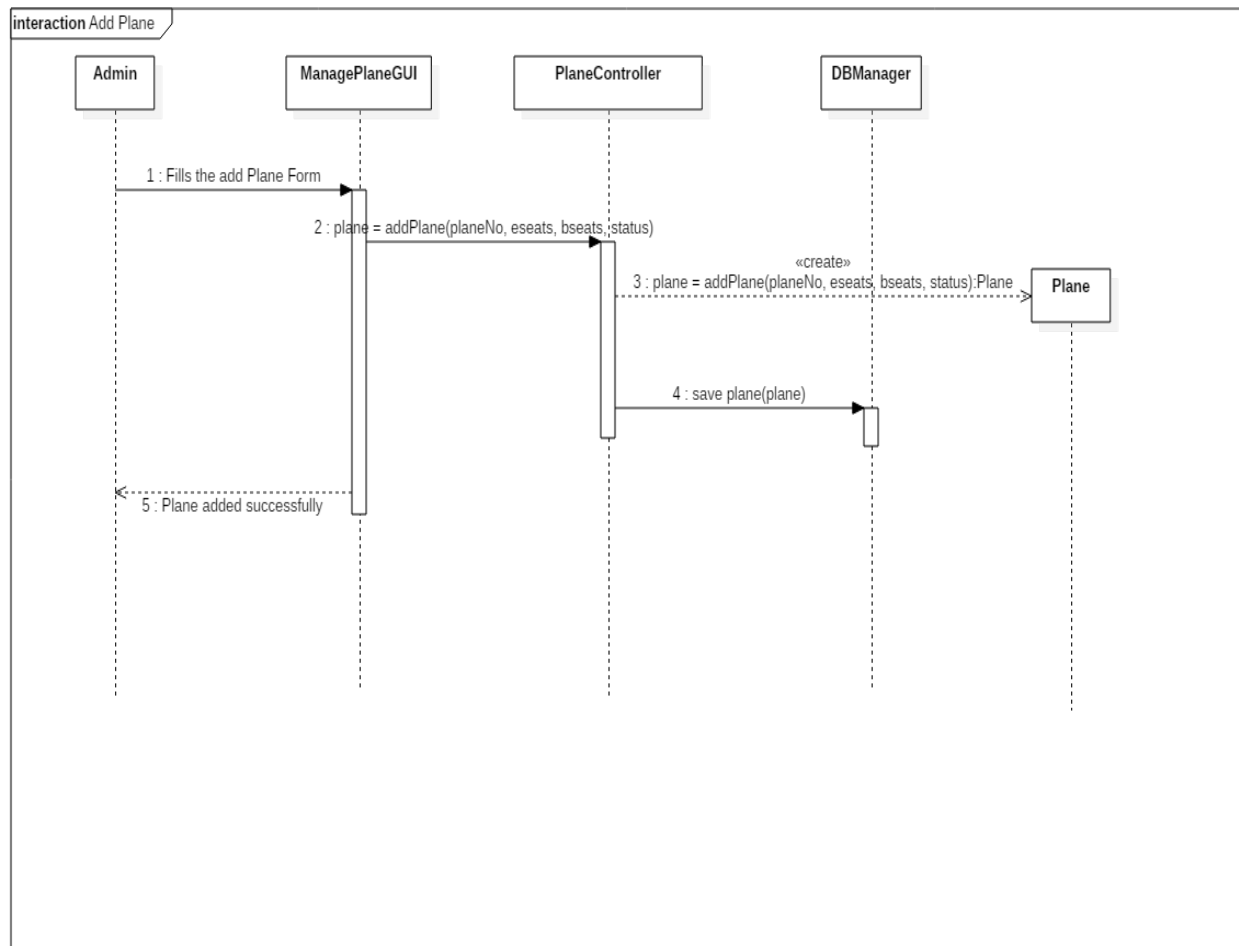 interaction Add Plane
Admin
ManagePlaneGUI
PlaneController
DBManager
1 : Fills the add Plane Form
2 : plane = addPlane(planeNo, eseats, bseats, status)
«create»
3 : plane = addPlane(planeNo, eseats, bseats, status):Plane
Plane
4 : save plane(plane)
5 : Plane added successfully